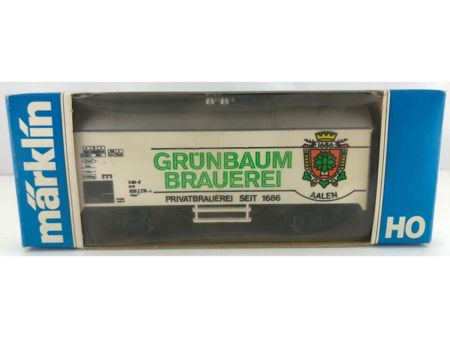 märklin
GRÜNBAUM
BRAUEREI
PRIVATBRAUEREI SEIT 1686
1686
AALEN
HO